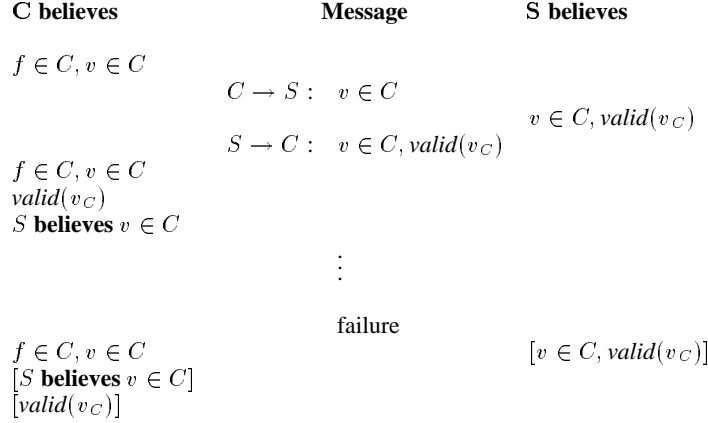 C believes Message S believes
f ∈ C, v ∈ C
C → S : v ∈ C
v ∈ C, valid(v_C)
S → C : v ∈ C, valid(v_C)
f ∈ C, v ∈ C
valid(v_C)
S believes v ∈ C
⋮
failure
f ∈ C, v ∈ C [v ∈ C, valid(v_C)]
[S believes v ∈ C]
[valid(v_C)]